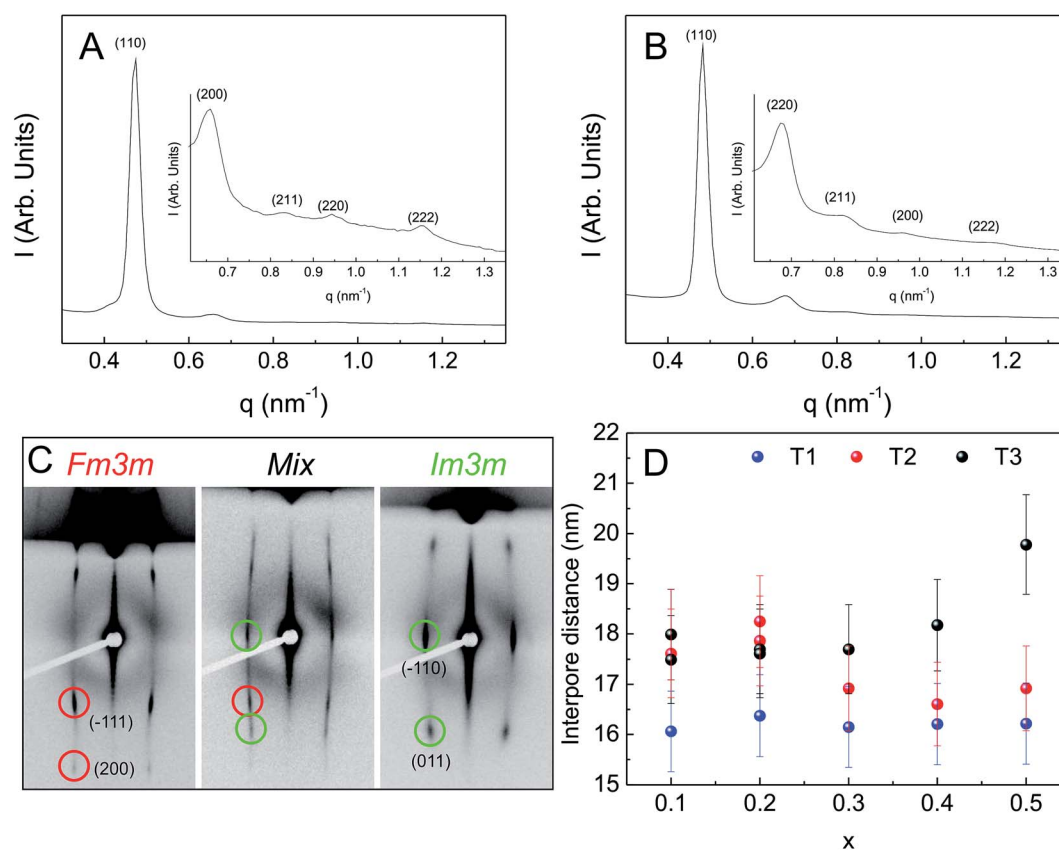 A
(110)
I (Arb. Units)
I (Arb. Units)
(200)
(211)
(220)
(222)
0.7 0.8 0.9 1.0 1.1 1.2 1.3
q (nm-1)
0.4 0.6 0.8 1.0 1.2
q (nm-1)
B
(110)
I (Arb. Units)
I (Arb. Units)
(220)
(211)
(200)
(222)
0.7 0.8 0.9 1.0 1.1 1.2 1.3
q (nm-1)
0.4 0.6 0.8 1.0 1.2
q (nm-1)
C
Fm3m Mix Im3m
(-111)
(200)
(-110)
(011)
D
T1 T2 T3
Interpore distance (nm)
22
21
20
19
18
17
16
15
0.1 0.2 0.3 0.4 0.5
x